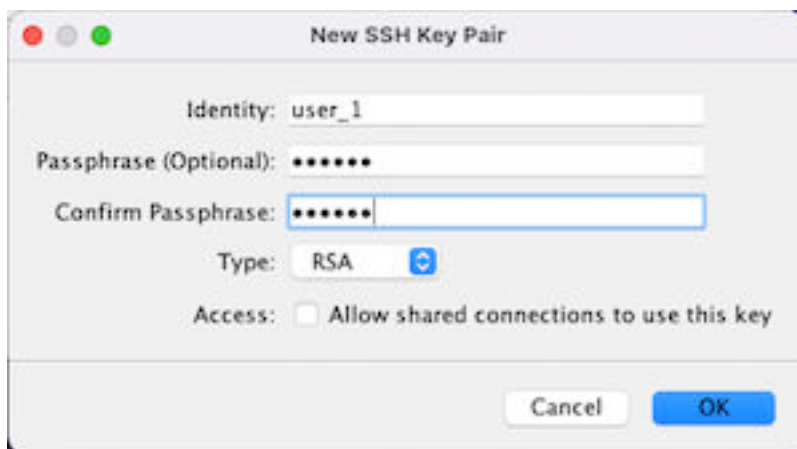 New SSH Key Pair
Identity: user_1
Passphrase (Optional): ••••••
Confirm Passphrase: ••••••
Type: RSA
Access: Allow shared connections to use this key
Cancel OK